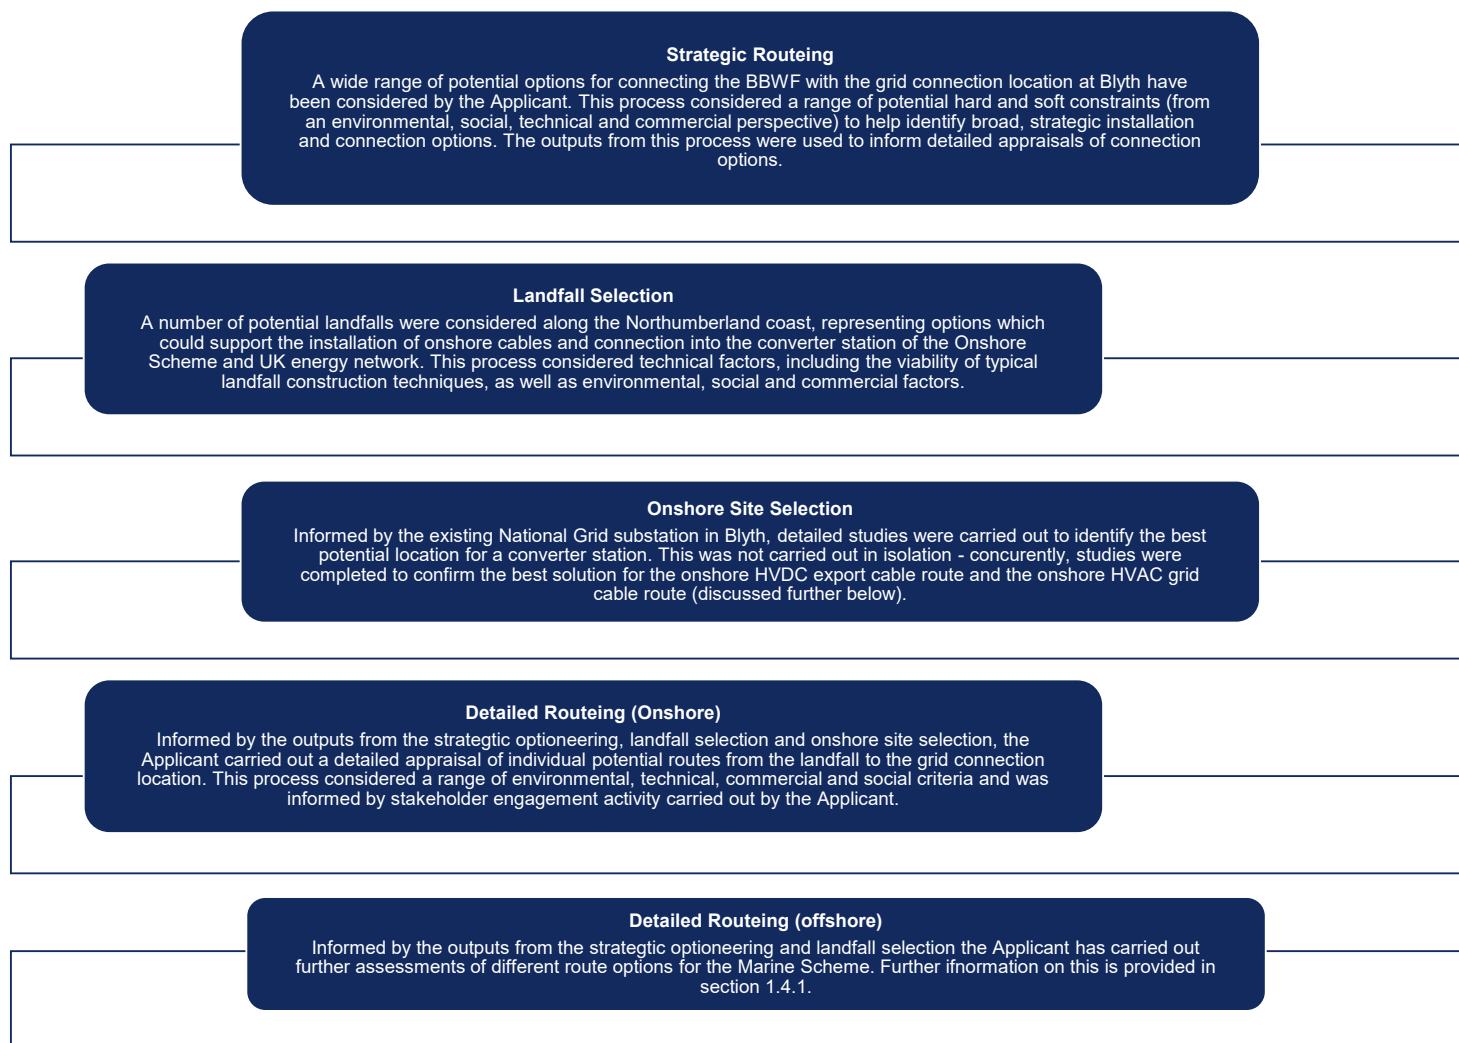 Strategic Routeing
A wide range of potential options for connecting the BBWF with the grid connection location at Blyth have
been considered by the Applicant. This process considered a range of potential hard and soft constraints (from
an environmental, social, technical and commercial perspective) to help identify broad, strategic installation
and connection options. The outputs from this process were used to inform detailed appraisals of connection
options.
Landfall Selection
A number of potential landfalls were considered along the Northumberland coast, representing options which
could support the installation of onshore cables and connection into the converter station of the Onshore
Scheme and UK energy network. This process considered technical factors, including the viability of typical
landfall construction techniques, as well as environmental, social and commercial factors.
Onshore Site Selection
Informed by the existing National Grid substation in Blyth, detailed studies were carried out to identify the best
potential location for a converter station. This was not carried out in isolation - concurently, studies were
completed to confirm the best solution for the onshore HVDC export cable route and the onshore HVAC grid
cable route (discussed further below).
Detailed Routeing (Onshore)
Informed by the outputs from the strategtic optioneering, landfall selection and onshore site selection, the
Applicant carried out a detailed appraisal of individual potential routes from the landfall to the grid connection
location. This process considered a range of environmental, technical, commercial and social criteria and was
informed by stakeholder engagement activity carried out by the Applicant.
Detailed Routeing (offshore)
Informed by the outputs from the strategtic optioneering and landfall selection the Applicant has carried out
further assessments of different route options for the Marine Scheme. Further ifnormation on this is provided in
section 1.4.1.